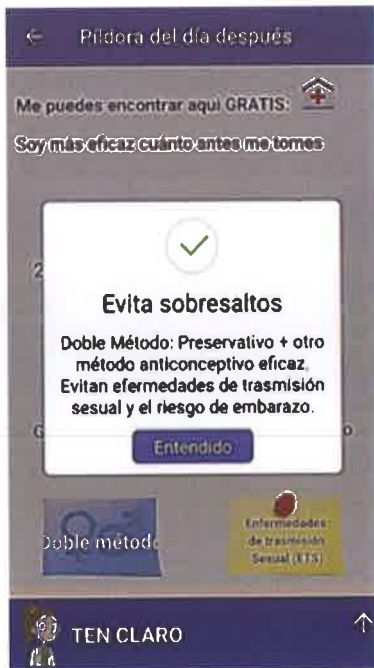 ← Píldora del día después
Me puedes encontrar aquí GRATIS:
Soy más eficaz cuánto antes me tomes
2
Evita sobresaltos
Doble Método: Preservativo + otro
método anticonceptivo eficaz.
Evitan efermedades de trasmisión
sesual y el riesgo de embarazo.
G o
Entendido
Doble método
Enfermedades
de trasmisión
Sexual (ETS)
TEN CLARO ↑